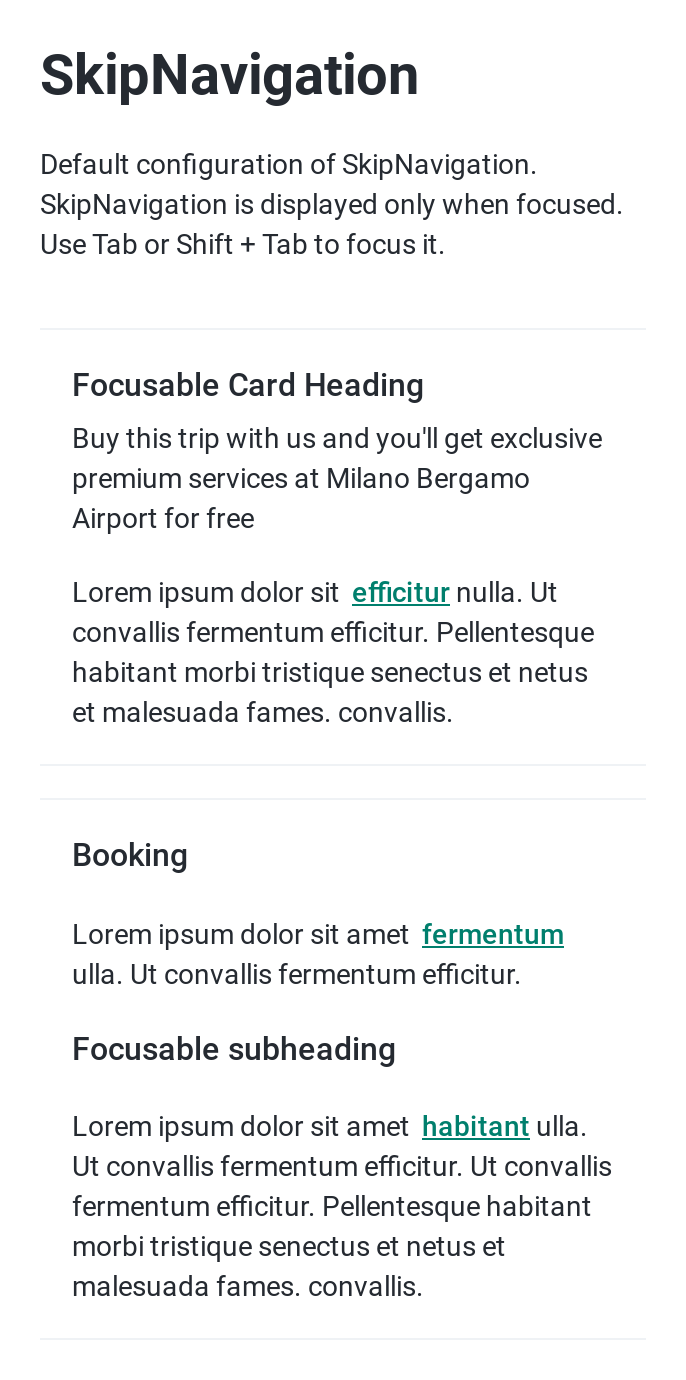 SkipNavigation
Default configuration of SkipNavigation.
SkipNavigation is displayed only when focused.
Use Tab or Shift + Tab to focus it.
Focusable Card Heading
Buy this trip with us and you'll get exclusive
premium services at Milano Bergamo
Airport for free
Lorem ipsum dolor sit efficitur nulla. Ut
convallis fermentum efficitur. Pellentesque
habitant morbi tristique senectus et netus
et malesuada fames. convallis.
Booking
Lorem ipsum dolor sit amet fermentum
ulla. Ut convallis fermentum efficitur.
Focusable subheading
Lorem ipsum dolor sit amet habitant ulla.
Ut convallis fermentum efficitur. Ut convallis
fermentum efficitur. Pellentesque habitant
morbi tristique senectus et netus et
malesuada fames. convallis.